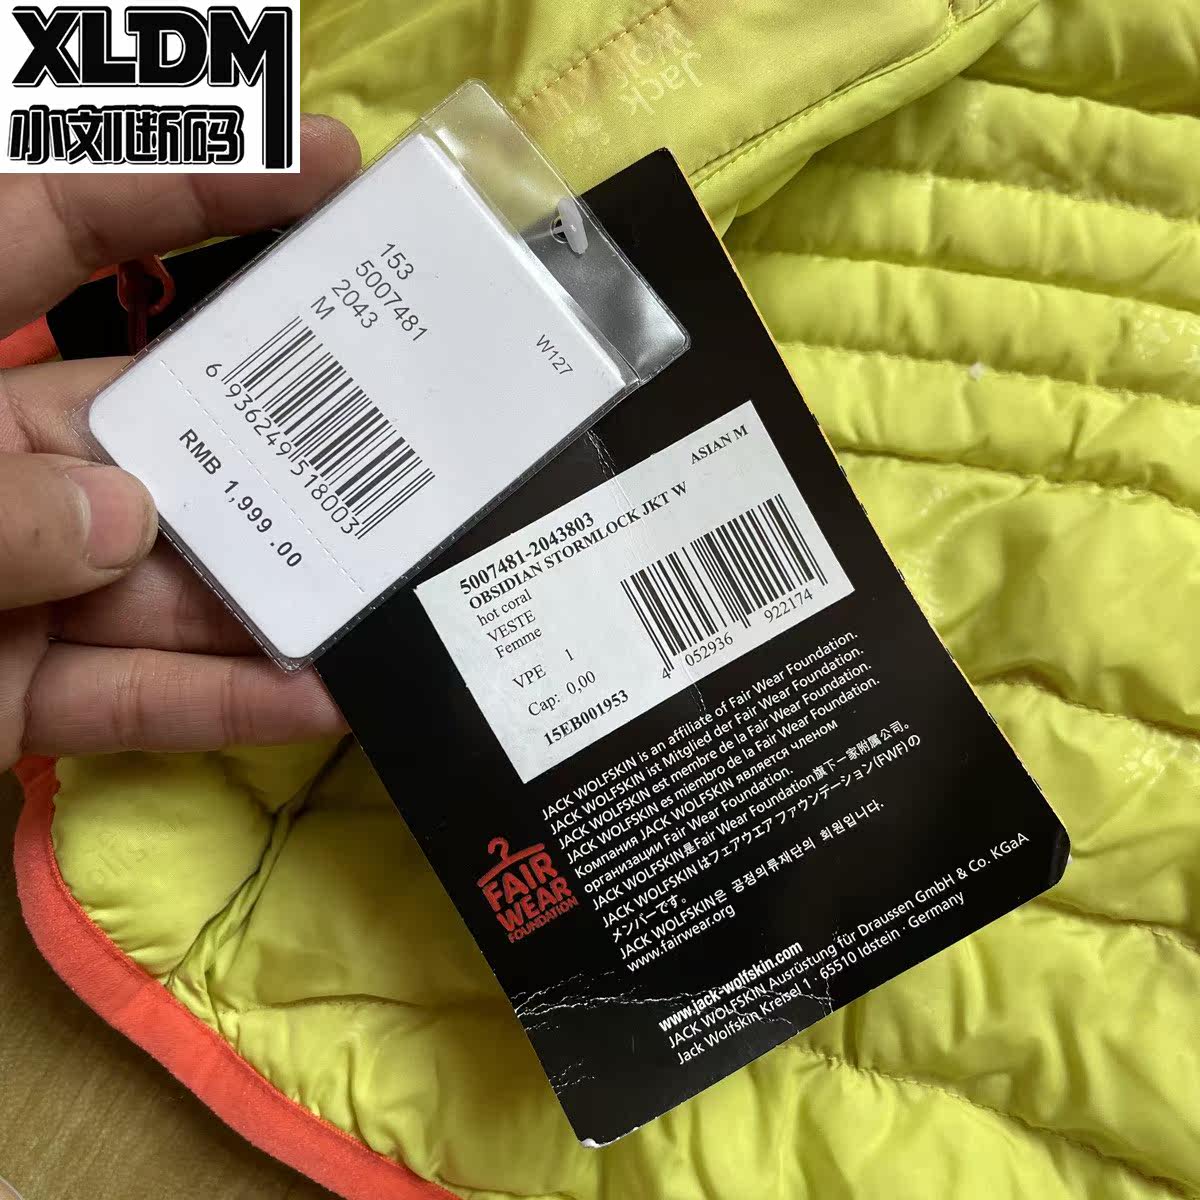 XLDM
小刘断码
Jack
Wolfskin
153
5007481
2043
M
W127
6 936249 518003
RMB 1,999.00
ASIAN M
5007481-2043803
OBSIDIAN STORMLOCK JKT W
hot coral
VESTE
Femme
VPE 1
Cap: 0,00
15EB001953
4 052936 922174
JACK WOLFSKIN is an affiliate of Fair Wear Foundation.
JACK WOLFSKIN ist Mitglied der Fair Wear Foundation.
JACK WOLFSKIN est membre de la Fair Wear Foundation.
JACK WOLFSKIN es miembro de la Fair Wear Foundation.
Компания JACK WOLFSKIN является членом
организации Fair Wear Foundation.
JACK WOLFSKIN是Fair Wear Foundation旗下一家附属公司。
JACK WOLFSKIN はフェアウエア ファウンデーション(FWF)の
メンバーです。
JACK WOLFSKIN은 공정의류재단의 회원입니다.
www.fairwear.org
FAIR
WEAR
FOUNDATION
www.jack-wolfskin.com
JACK WOLFSKIN Ausrüstung für Draussen GmbH & Co. KGaA
Jack Wolfskin Kreisel 1 · 65510 Idstein · Germany